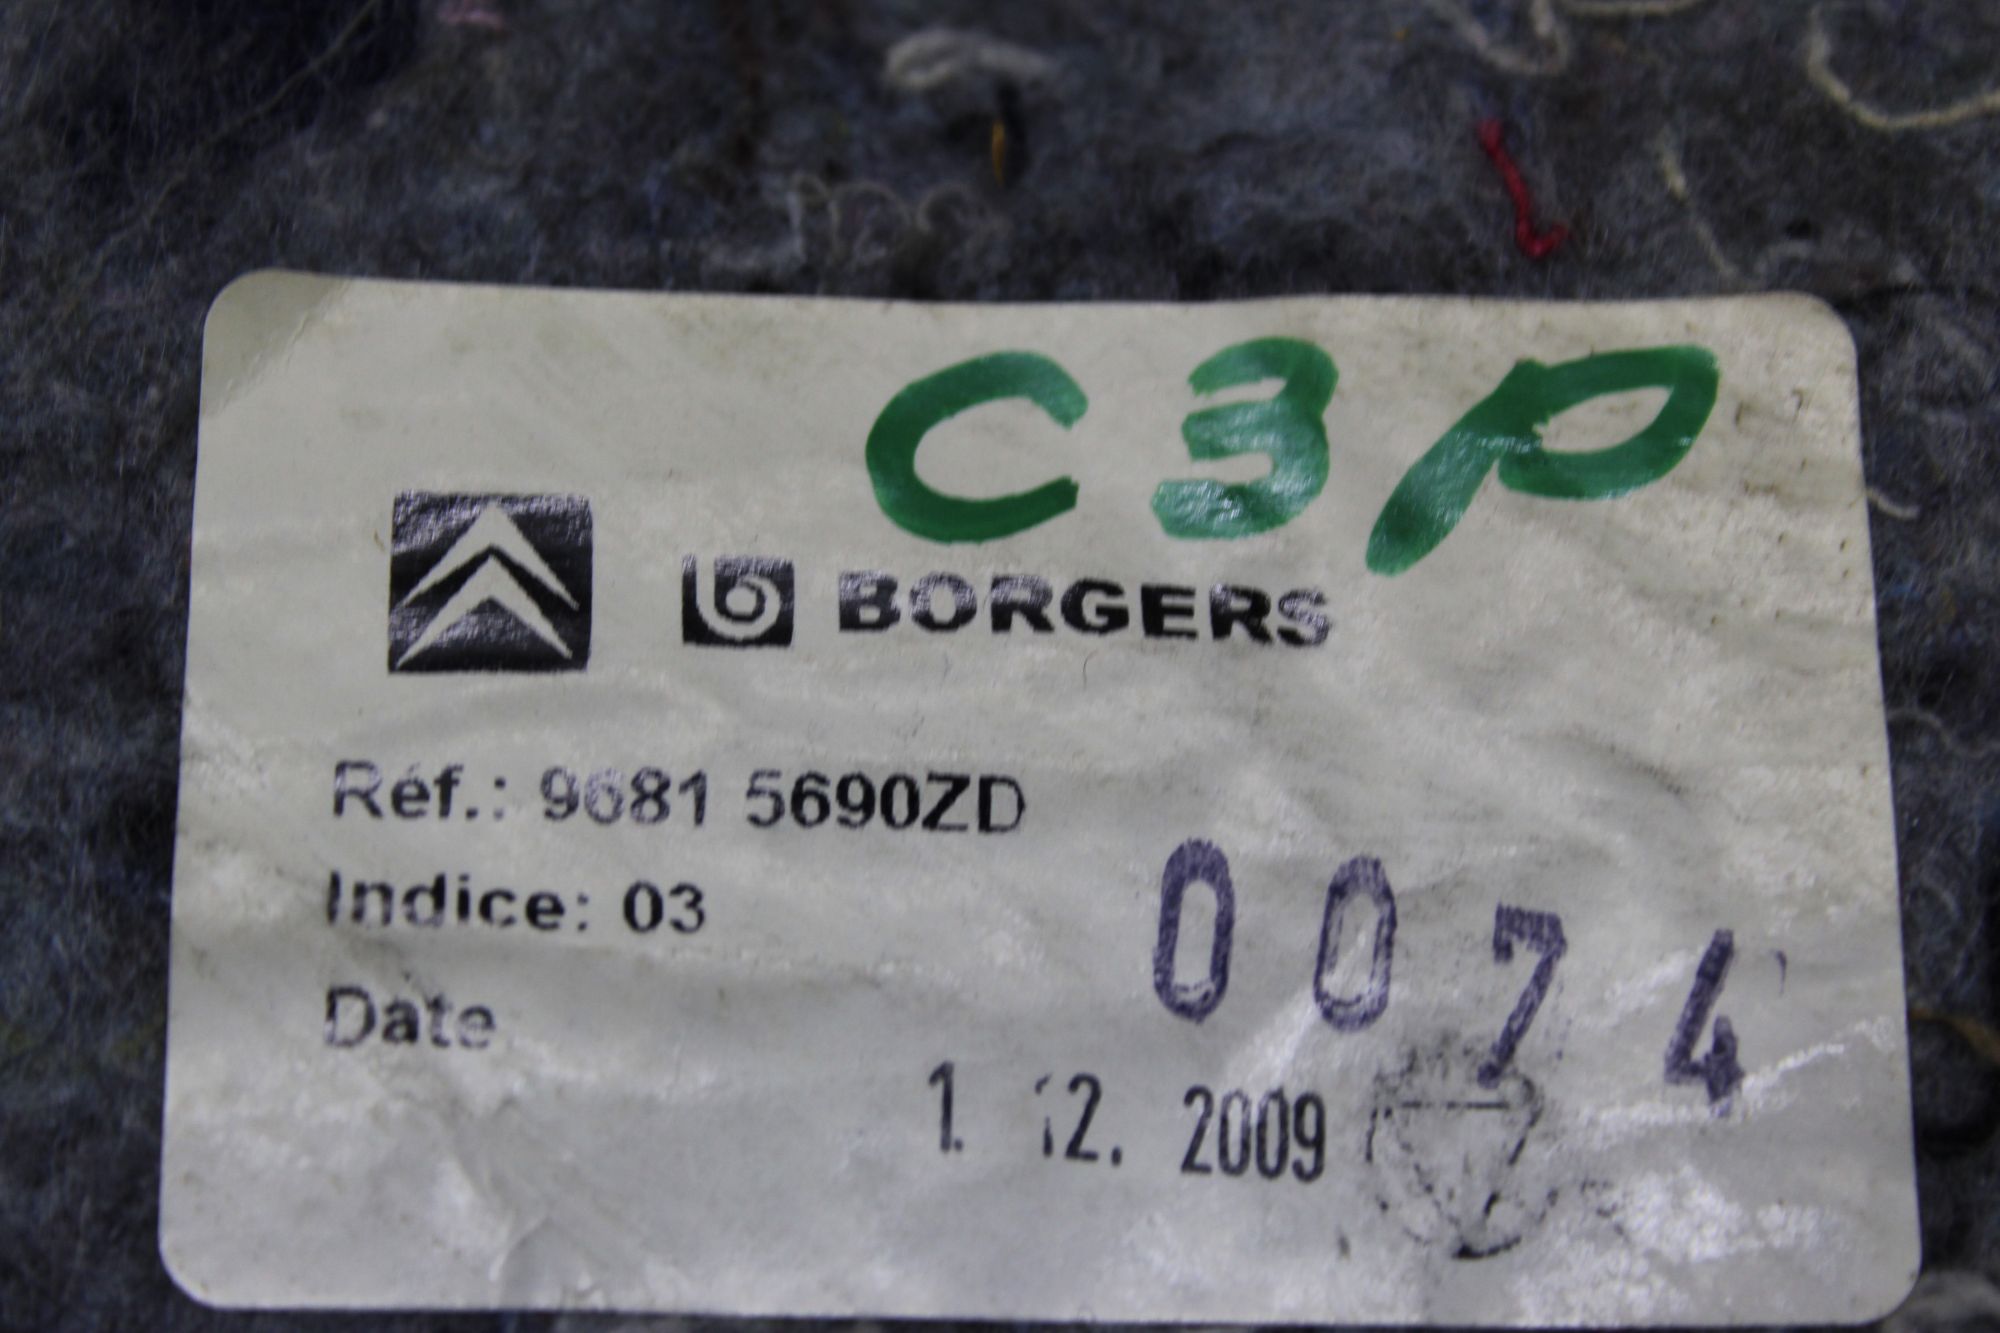 C3P
BORGERS
Réf.: 9681 5690ZD
Indice: 03
0074
Date
1. 12. 2009